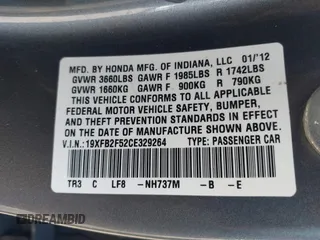 MFD. BY HONDA MFG. OF INDIANA, LLC 01/'12
GVWR 3660LBS GAWR F 1985LBS R 1742LBS
GVWR 1660KG GAWR F 900KG R 790KG
THIS VEHICLE CONFORMS TO ALL APPLICABLE
FEDERAL MOTOR VEHICLE SAFETY, BUMPER,
AND THEFT PREVENTION STANDARDS IN EFFECT
ON THE DATE OF MANUFACTURE SHOWN ABOVE.
V.I.N.: 19XFB2F52CE329264 TYPE: PASSENGER CAR
TR3 C LF8 -NH737M -B -E
DREAMBID